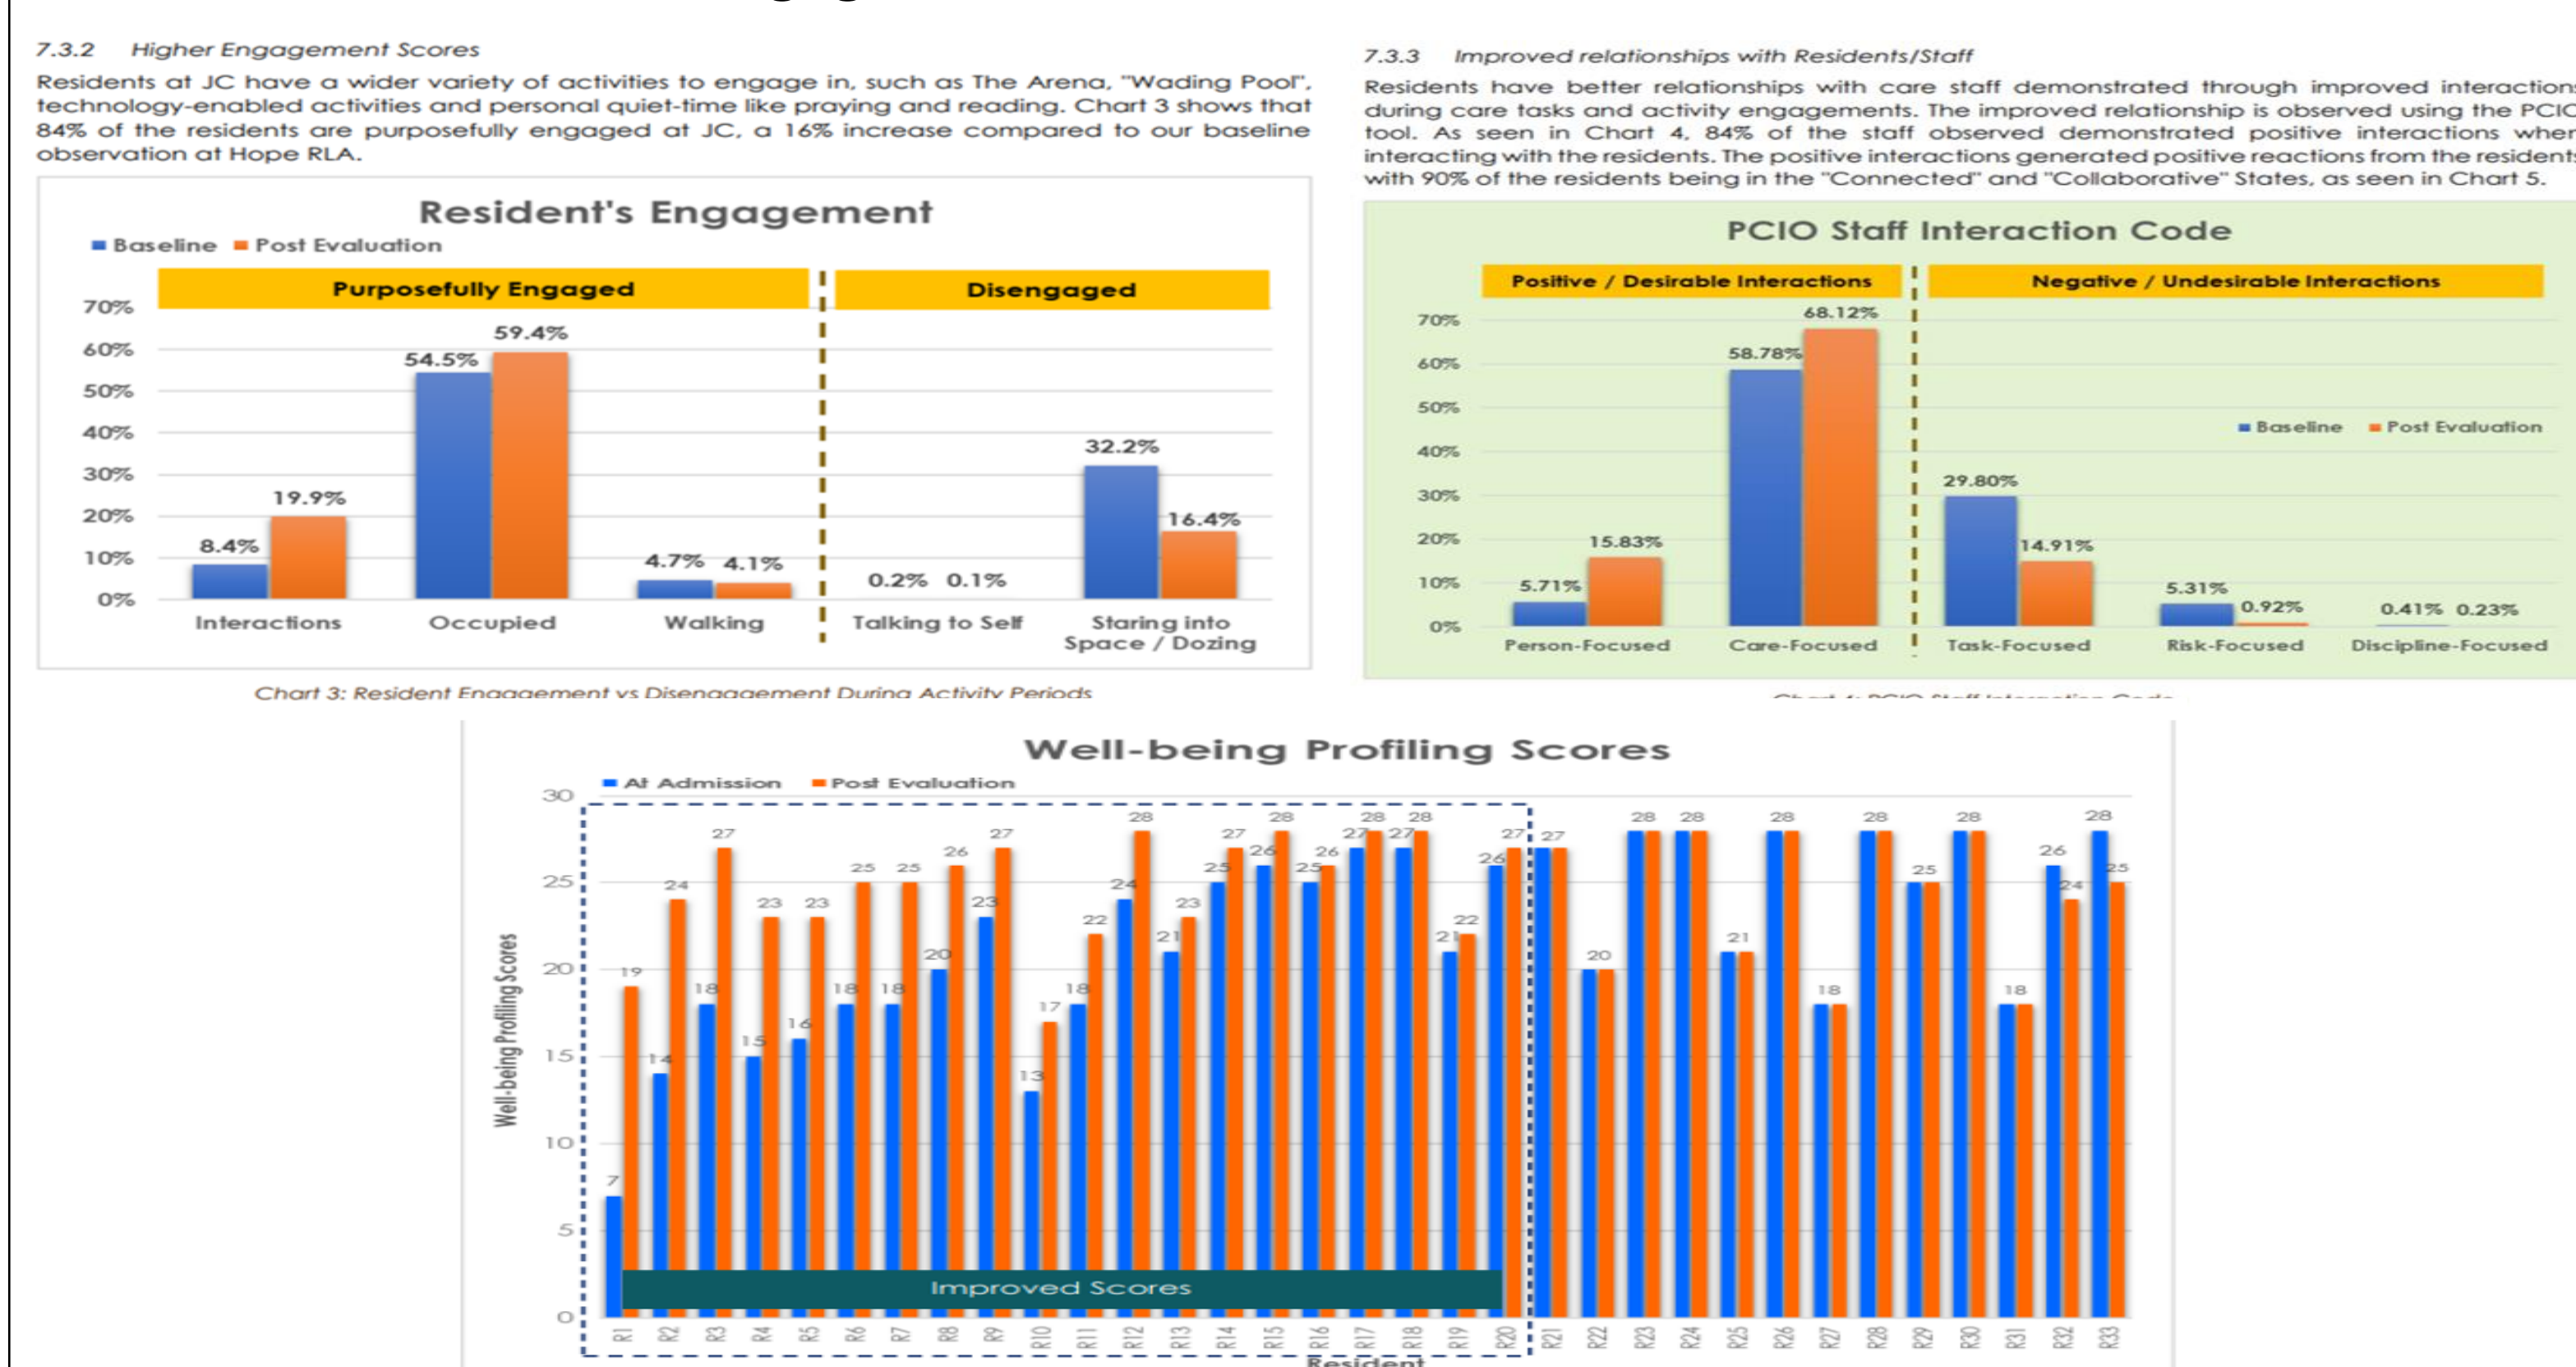 7.3.2 Higher Engagement Scores
Residents at JC have a wider variety of activities to engage in, such as The Arena, "Wading Pool",
technology-enabled activities and personal quiet-time like praying and reading. Chart 3 shows that
84% of the residents are purposefully engaged at JC, a 16% increase compared to our baseline
observation at Hope RLA.
Resident's Engagement
Baseline Post Evaluation
Purposefully Engaged Disengaged
70%
60%
50%
40%
30%
20%
10%
0%
8.4% 19.9% 54.5% 59.4% 4.7% 4.1% 0.2% 0.1% 32.2% 16.4%
Interactions Occupied Walking Talking to Self Staring into
Space / Dozing
Chart 3: Resident Engagement vs Disengagement During Activity Periods
7.3.3 Improved relationships with Residents/Staff
Residents have better relationships with care staff demonstrated through improved interactions
during care tasks and activity engagements. The improved relationship is observed using the PCIO
tool. As seen in Chart 4, 84% of the staff observed demonstrated positive interactions when
interacting with the residents. The positive interactions generated positive reactions from the residents
with 90% of the residents being in the "Connected" and "Collaborative" States, as seen in Chart 5.
PCIO Staff Interaction Code
Positive / Desirable Interactions Negative / Undesirable Interactions
Baseline Post Evaluation
70%
60%
50%
40%
30%
20%
10%
0%
5.71% 15.83% 58.78% 68.12% 29.80% 14.91% 5.31% 0.92% 0.41% 0.23%
Person-Focused Care-Focused Task-Focused Risk-Focused Discipline-Focused
Chart 4: PCIO Staff Interaction Code
Well-being Profiling Scores
At Admission Post Evaluation
Well-being Profiling Scores
30
25
20
15
10
5
0
7 19 14 24 18 27 15 23 16 23 18 25 18 25 20 26 23 27 13 17 18 22 24 28 21 23 25 27 26 28 25 26 27 28 27 28 21 22 26 27 27 20 28 28 21 28 18 28 25 28 18 26 24 28 25
Improved Scores
R1 R2 R3 R4 R5 R6 R7 R8 R9 R10 R11 R12 R13 R14 R15 R16 R17 R18 R19 R20 R21 R22 R23 R24 R25 R26 R27 R28 R29 R30 R31 R32 R33
Resident